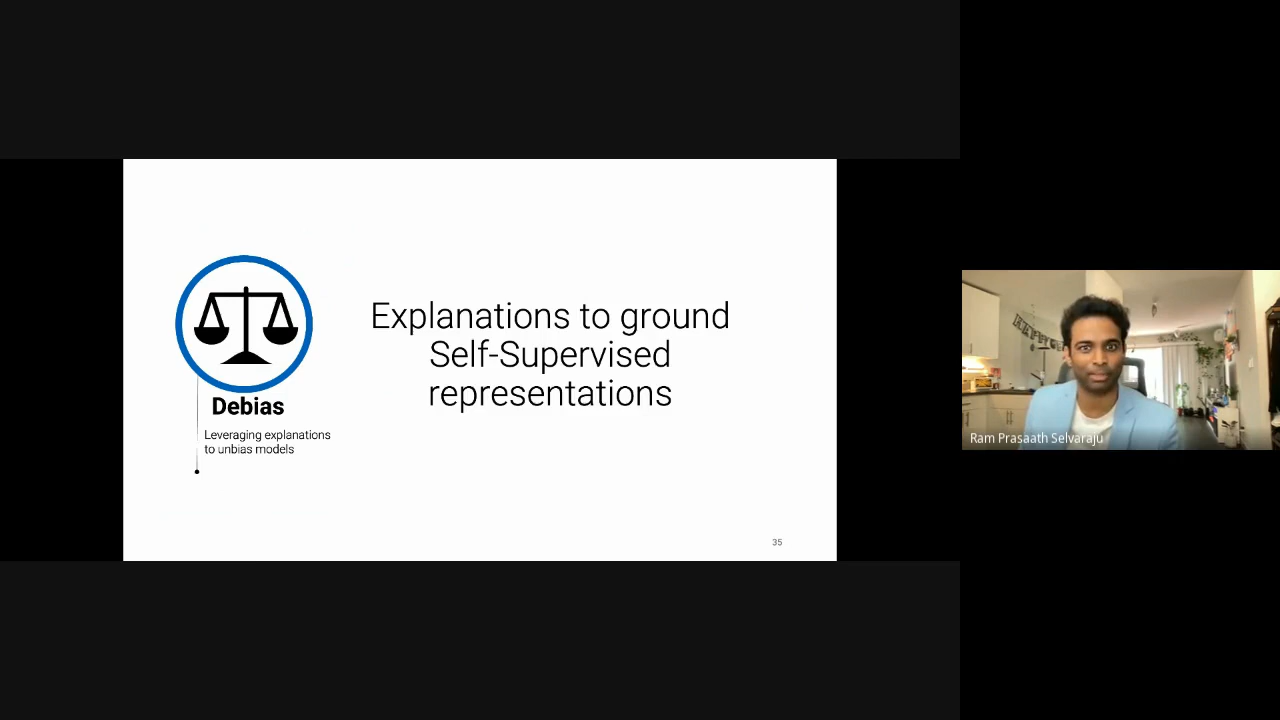 Explanations to ground
Self-Supervised
representations
Debias
Leveraging explanations
to unbias models
35
Ram Prasaath Selvaraju